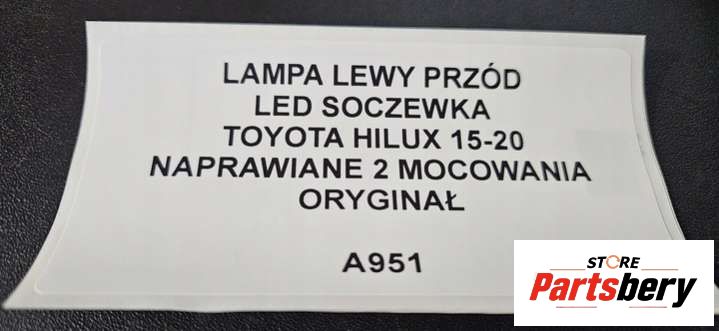 LAMPA LEWY PRZÓD
LED SOCZEWKA
TOYOTA HILUX 15-20
NAPRAWIANE 2 MOCOWANIA
ORYGINAŁ
A951
STORE
Partsbery